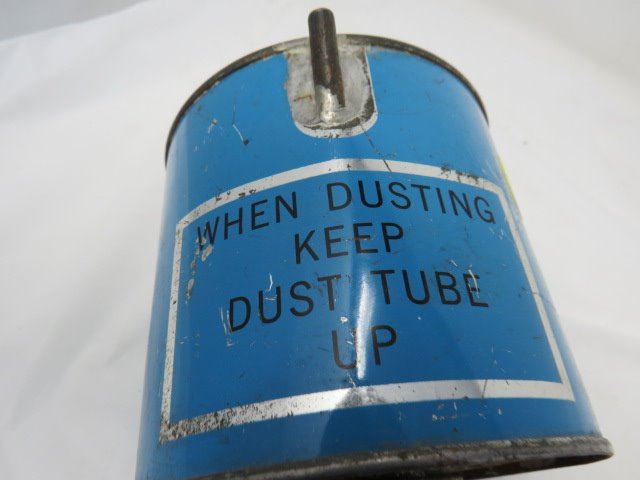 WHEN DUSTING
KEEP
DUST TUBE
UP